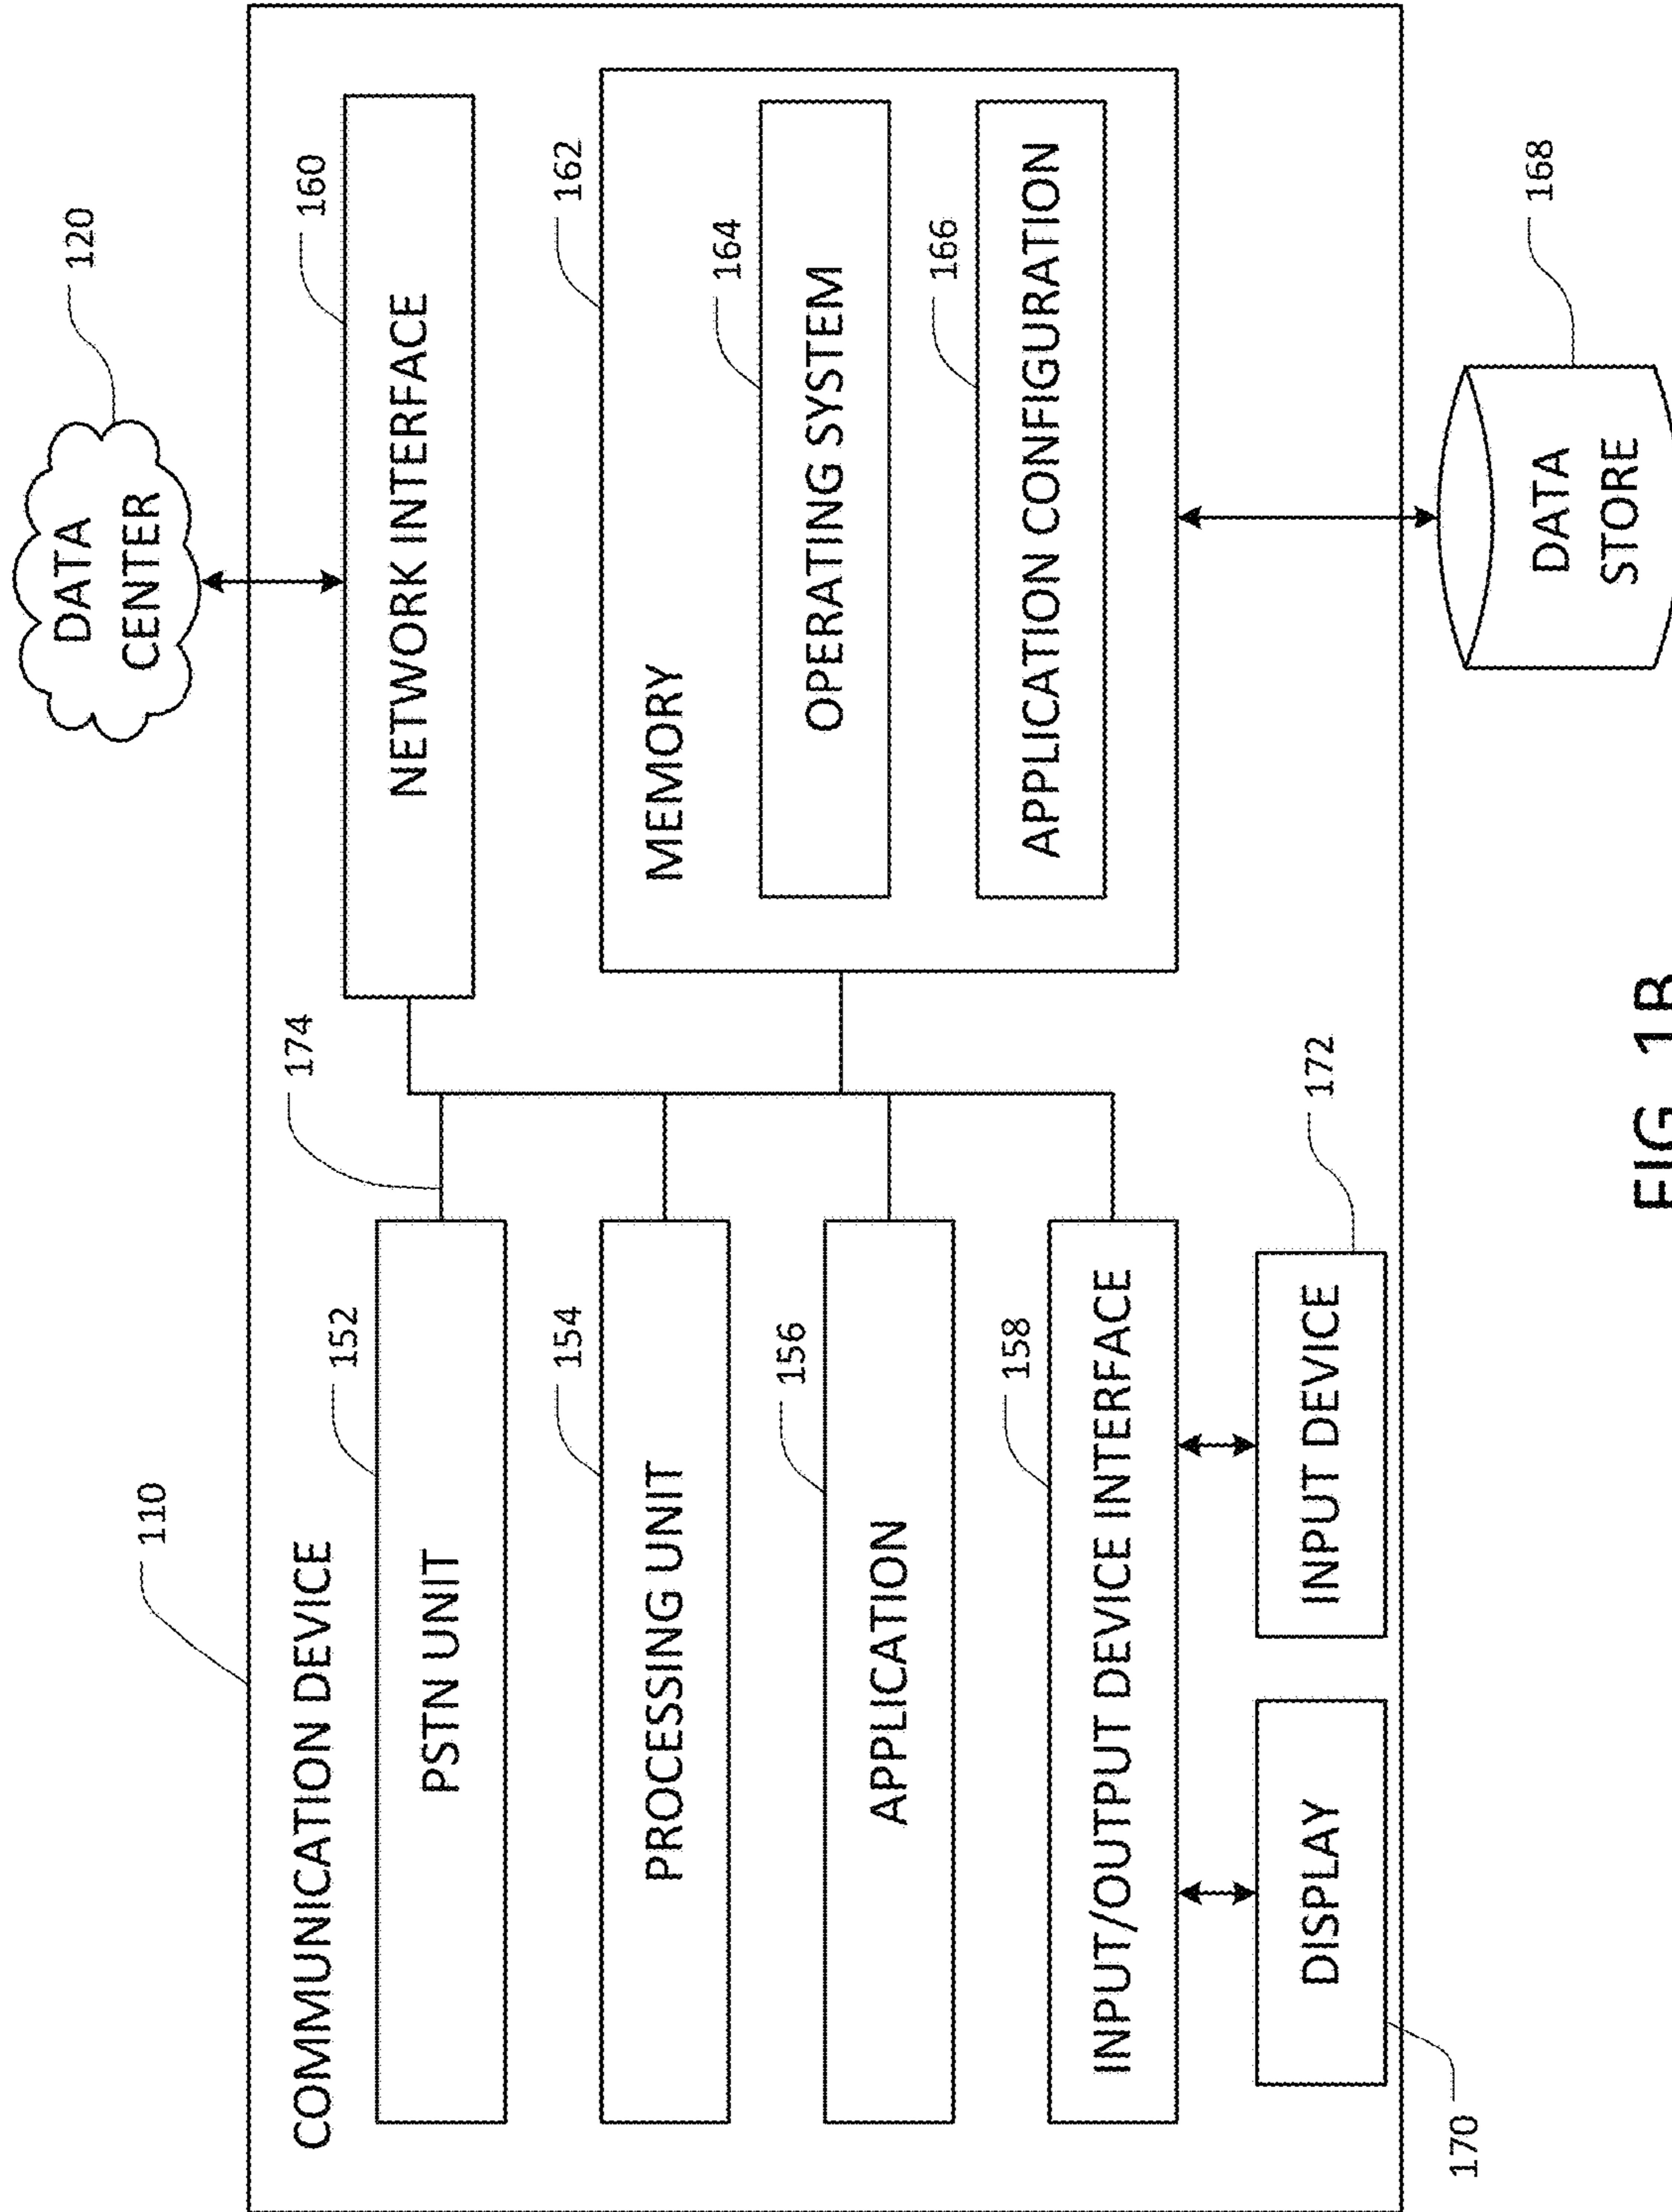 110
COMMUNICATION DEVICE
152
PSTN UNIT
154
PROCESSING UNIT
156
APPLICATION
158
INPUT/OUTPUT DEVICE INTERFACE
DISPLAY
170
INPUT DEVICE
172
174
DATA
CENTER
120
160
NETWORK INTERFACE
162
MEMORY
164
OPERATING SYSTEM
166
APPLICATION CONFIGURATION
DATA
STORE
168
FIG. 1B